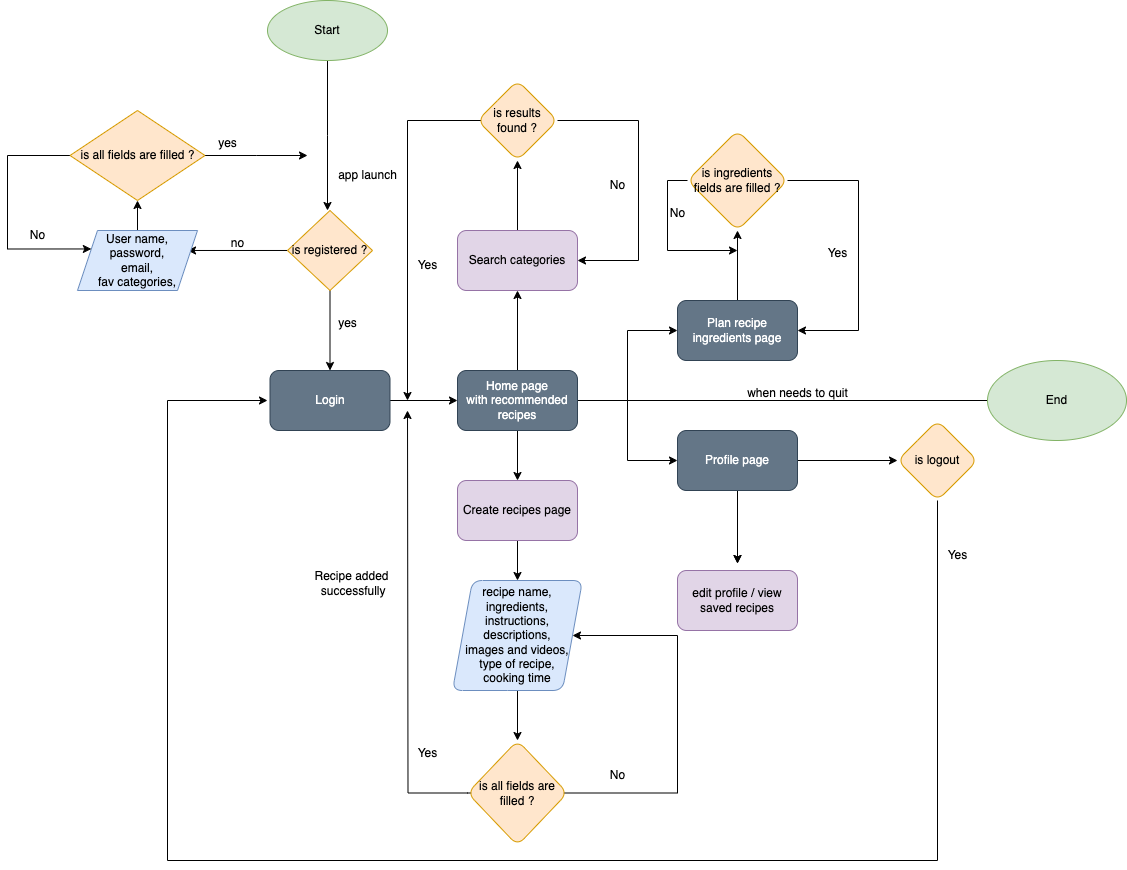 Start
is results
found ?
is all fields are filled ?
yes
app launch
is ingredients
fields are filled ?
No
No
No
User name,
password,
email,
fav categories,
no
is registered ?
Yes
Search categories
Yes
yes
Plan recipe
ingredients page
Login
Home page
with recommended
recipes
when needs to quit
End
Profile page
is logout
Create recipes page
Yes
Recipe added
successfully
recipe name,
ingredients,
instructions,
descriptions,
images and videos,
type of recipe,
cooking time
edit profile / view
saved recipes
Yes
No
is all fields are
filled ?